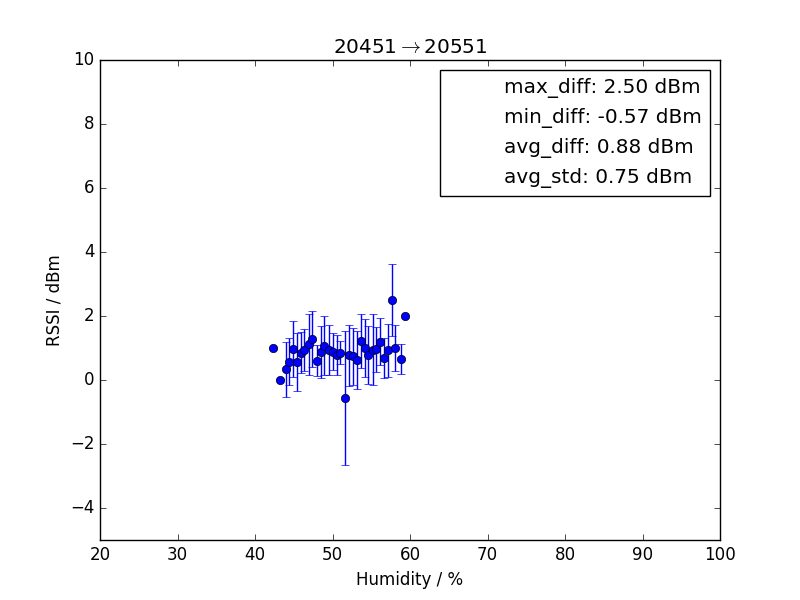 20451→20551
max_diff: 2.50 dBm
min_diff: -0.57 dBm
avg_diff: 0.88 dBm
avg_std: 0.75 dBm
RSSI / dBm
10
8
6
4
2
0
−2
−4
20 30 40 50 60 70 80 90 100
Humidity / %